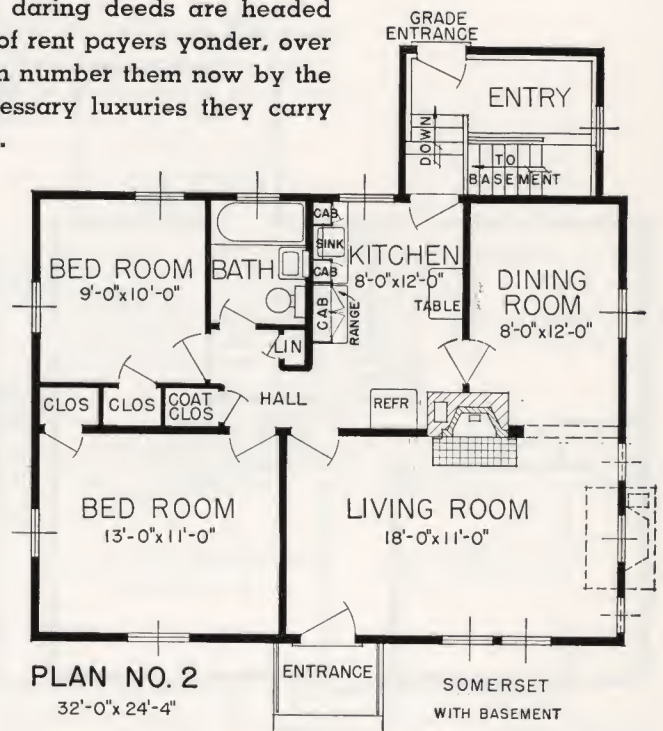 daring deeds are headed
of rent payers yonder, over
number them now by the
essary luxuries they carry
GRADE
ENTRANCE
ENTRY
DOWN
TO
BASEMENT
BED ROOM
9'-0"x10'-0"
BATH
LIN
CAB
SINK
CAB
CAB
RANGE
KITCHEN
8'-0"x12'-0"
TABLE
DINING
ROOM
8'-0"x12'-0"
CLOS
CLOS
COAT
CLOS
HALL
REFR
BED ROOM
13'-0"x11'-0"
LIVING ROOM
18'-0"x11'-0"
ENTRANCE
PLAN NO. 2
32'-0"x 24'-4"
SOMERSET
WITH BASEMENT